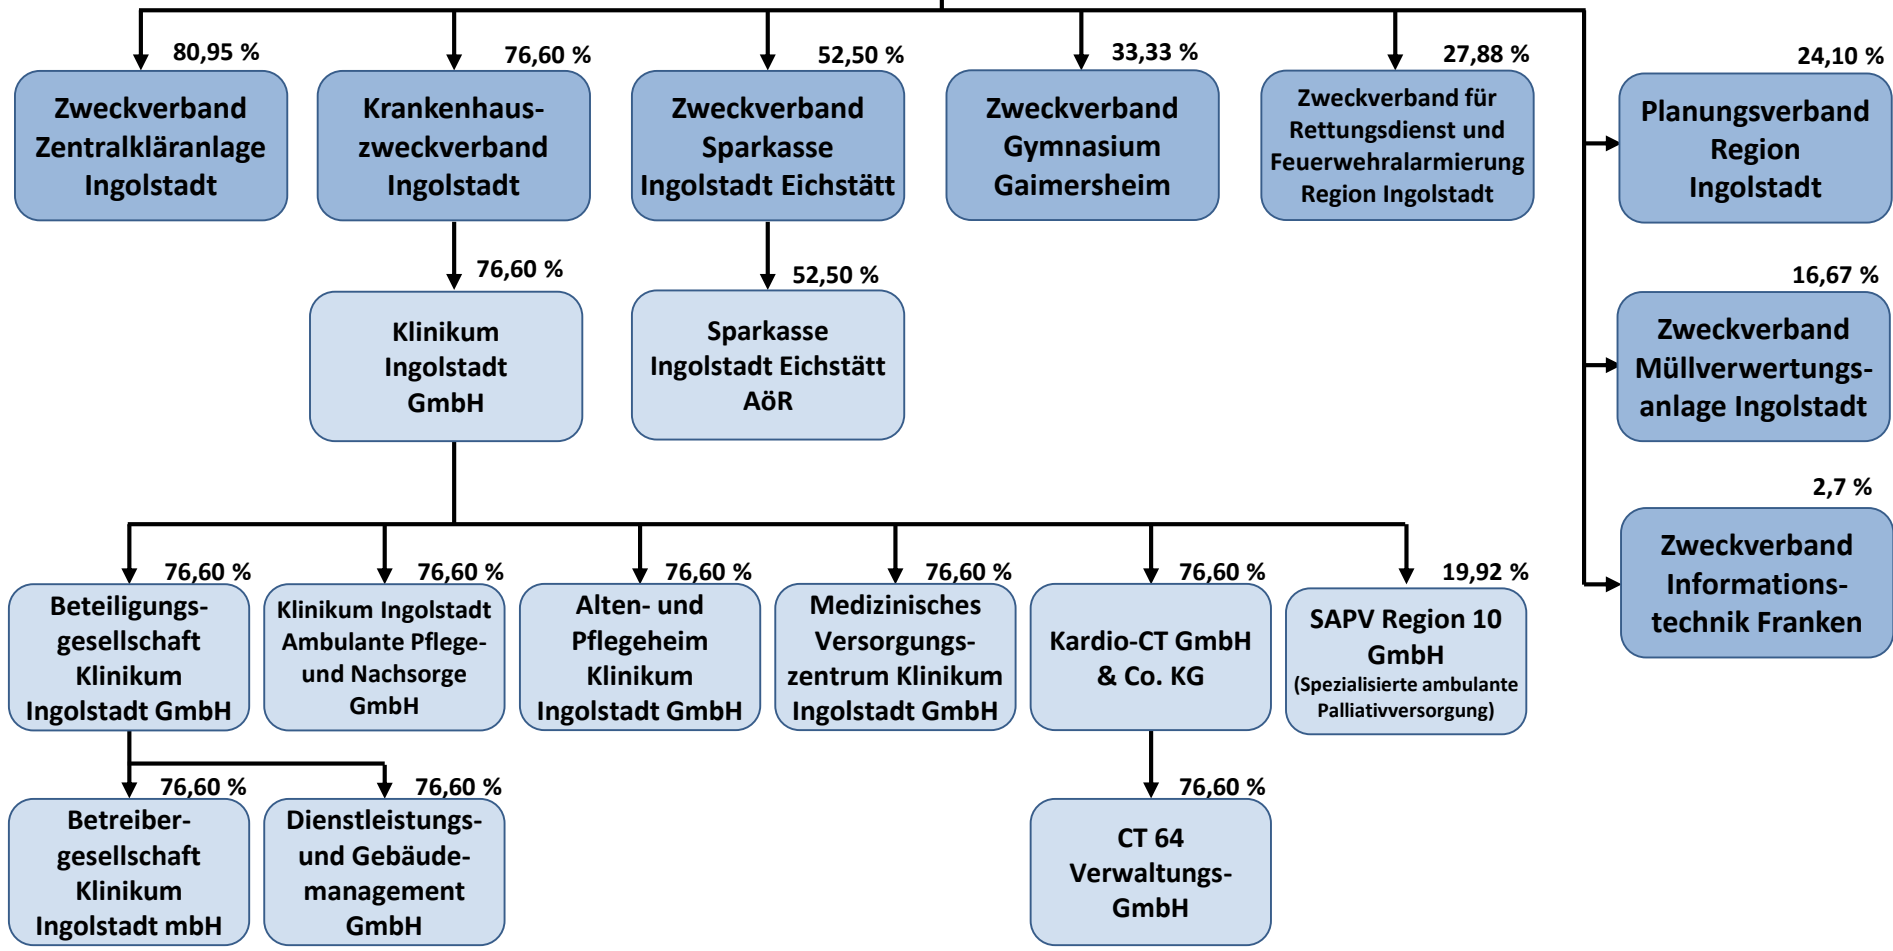 80,95 %
Zweckverband
Zentralkläranlage
Ingolstadt
76,60 %
Krankenhaus-
zweckverband
Ingolstadt
52,50 %
Zweckverband
Sparkasse
Ingolstadt Eichstätt
33,33 %
Zweckverband
Gymnasium
Gaimersheim
27,88 %
Zweckverband für
Rettungsdienst und
Feuerwehralarmierung
Region Ingolstadt
24,10 %
Planungsverband
Region
Ingolstadt
76,60 %
Klinikum
Ingolstadt
GmbH
52,50 %
Sparkasse
Ingolstadt Eichstätt
AöR
16,67 %
Zweckverband
Müllverwertungs-
anlage Ingolstadt
2,7 %
Zweckverband
Informations-
technik Franken
76,60 %
Beteiligungs-
gesellschaft
Klinikum
Ingolstadt GmbH
76,60 %
Klinikum Ingolstadt
Ambulante Pflege-
und Nachsorge
GmbH
76,60 %
Alten- und
Pflegeheim
Klinikum
Ingolstadt GmbH
76,60 %
Medizinisches
Versorgungs-
zentrum Klinikum
Ingolstadt GmbH
76,60 %
Kardio-CT GmbH
& Co. KG
19,92 %
SAPV Region 10
GmbH
(Spezialisierte ambulante
Palliativversorgung)
76,60 %
Betreiber-
gesellschaft
Klinikum
Ingolstadt mbH
76,60 %
Dienstleistungs-
und Gebäude-
management
GmbH
76,60 %
CT 64
Verwaltungs-
GmbH